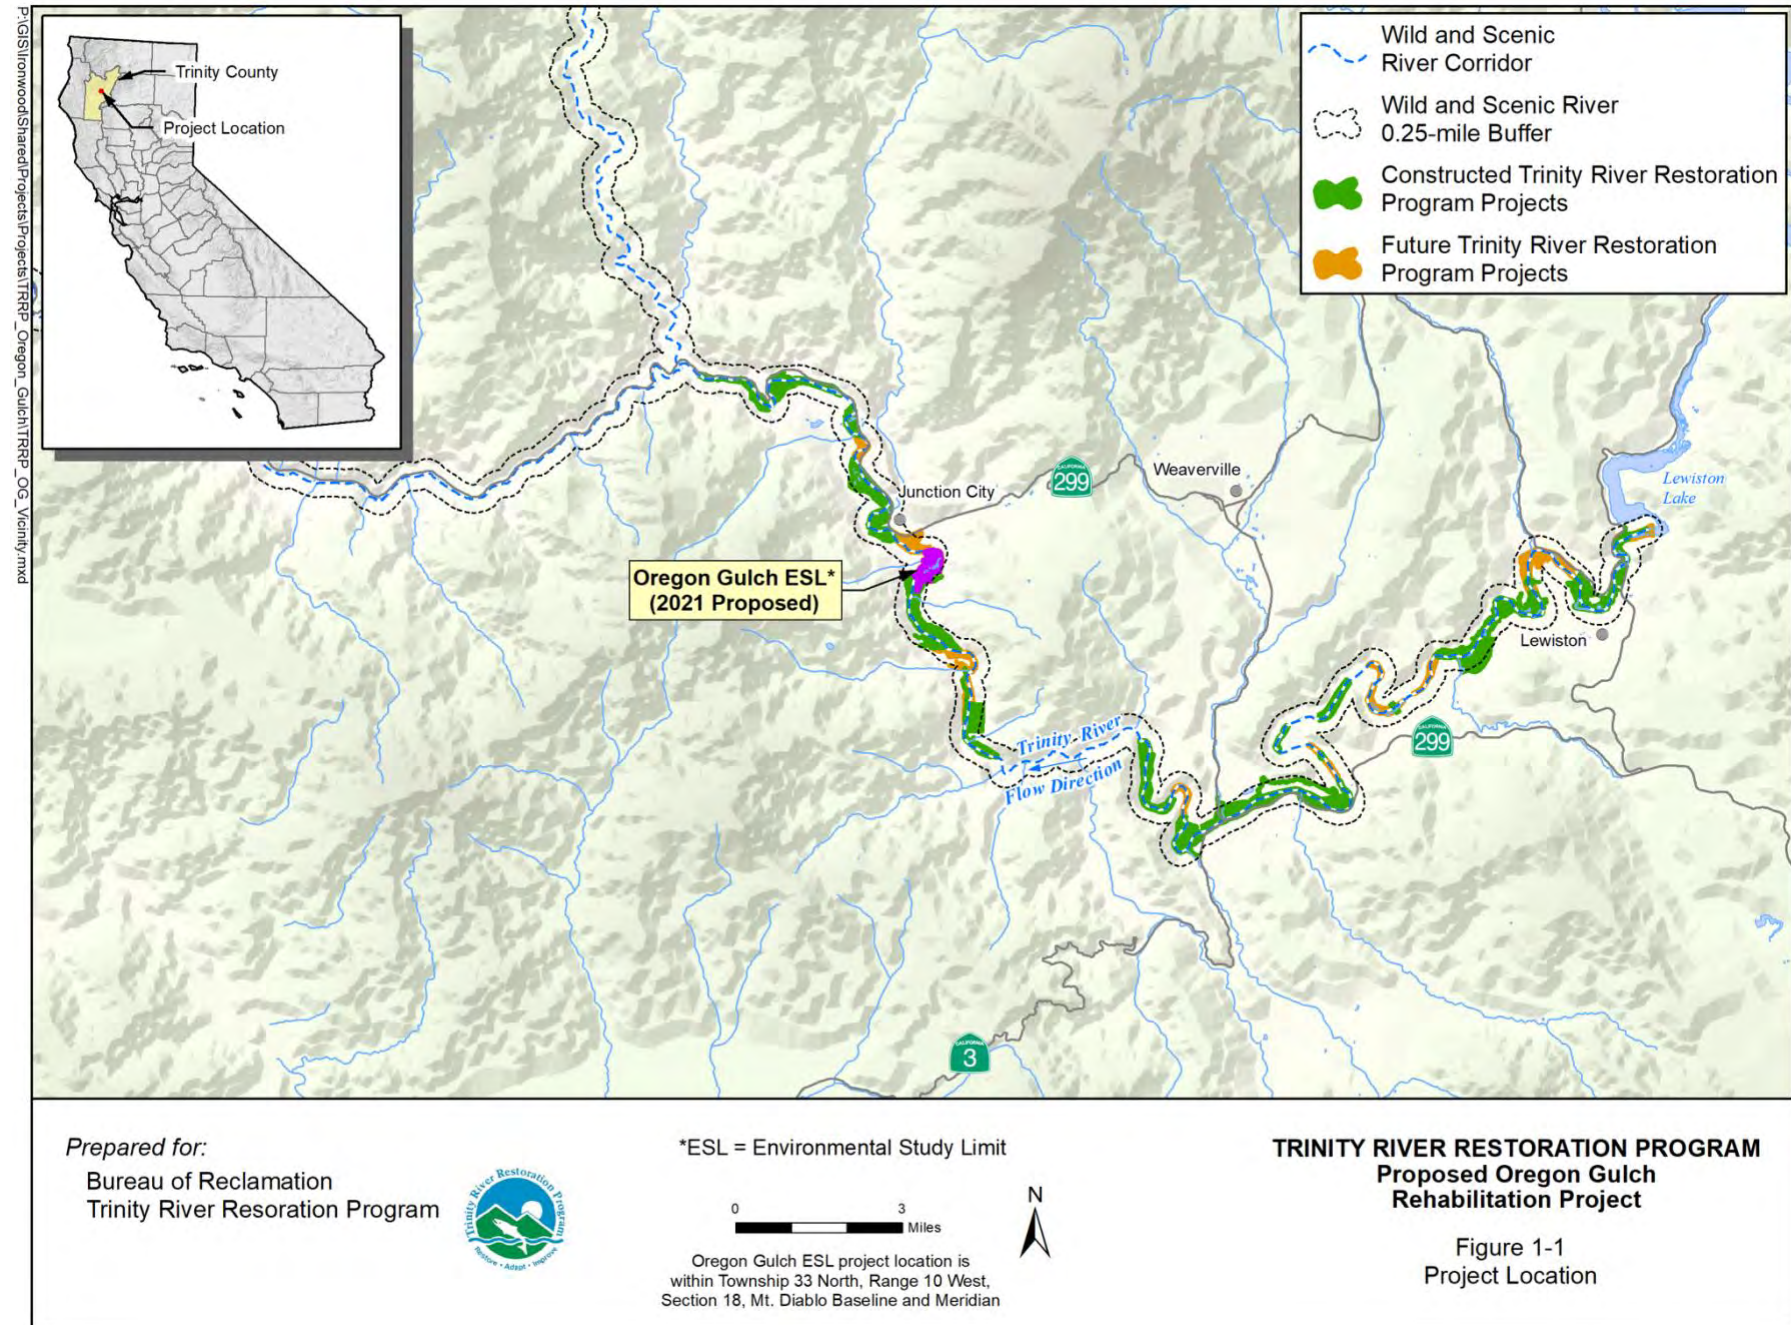 P:\GIS\Ironwood\Shared\Projects\Projects\TRRP_Oregon_Gulch\TRRP_OG_Vicinity.mxd
Trinity County
Project Location
Wild and Scenic
River Corridor
Wild and Scenic River
0.25-mile Buffer
Constructed Trinity River Restoration
Program Projects
Future Trinity River Restoration
Program Projects
Junction City
CALIFORNIA
299
Weaverville
Lewiston
Lake
Oregon Gulch ESL*
(2021 Proposed)
Lewiston
Trinity River
Flow Direction
CALIFORNIA
299
CALIFORNIA
3
Prepared for:
Bureau of Reclamation
Trinity River Resoration Program
Trinity River Restoration Program
Restore • Adapt • Improve
*ESL = Environmental Study Limit
0 3
Miles
N
Oregon Gulch ESL project location is
within Township 33 North, Range 10 West,
Section 18, Mt. Diablo Baseline and Meridian
TRINITY RIVER RESTORATION PROGRAM
Proposed Oregon Gulch
Rehabilitation Project
Figure 1-1
Project Location